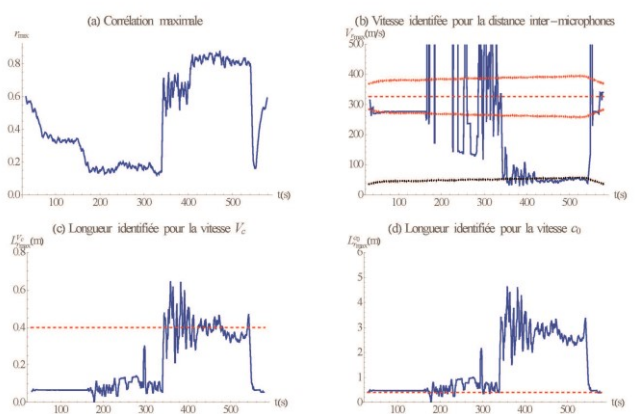 (a) Corrélation maximale
r_max
0.8
0.6
0.4
0.2
0.0
100 200 300 400 500 t(s)
(b) Vitesse identifiée pour la distance inter-microphones
V_rmax(m/s)
500
400
300
200
100
0
100 200 300 400 500 t(s)
(c) Longueur identifiée pour la vitesse V_c
L^Vc_rmax(m)
0.8
0.6
0.4
0.2
0.0
100 200 300 400 500 t(s)
(d) Longueur identifiée pour la vitesse c_0
L^c0_rmax(m)
6
5
4
3
2
1
0
100 200 300 400 500 t(s)